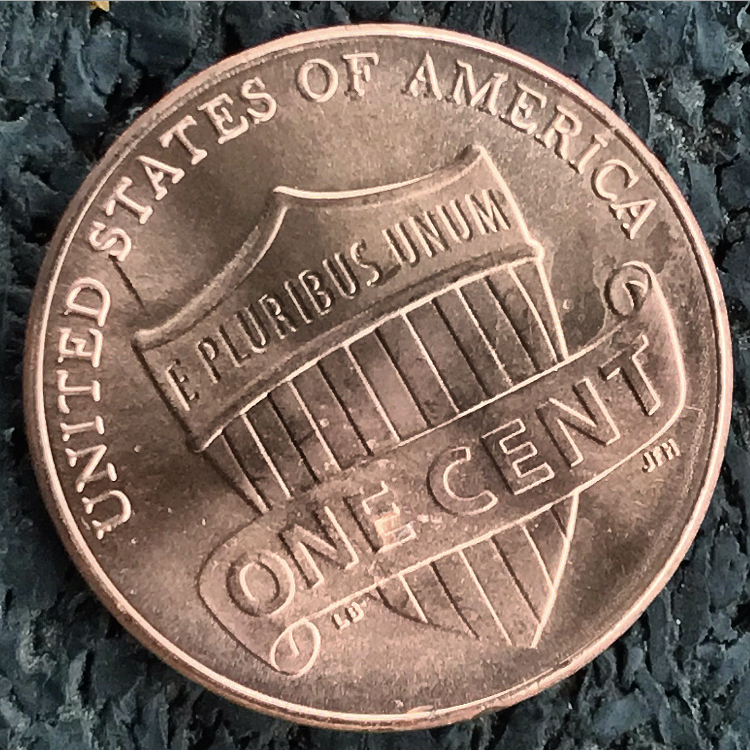 UNITED STATES OF AMERICA
E PLURIBUS UNUM
ONE CENT
LB
JFM